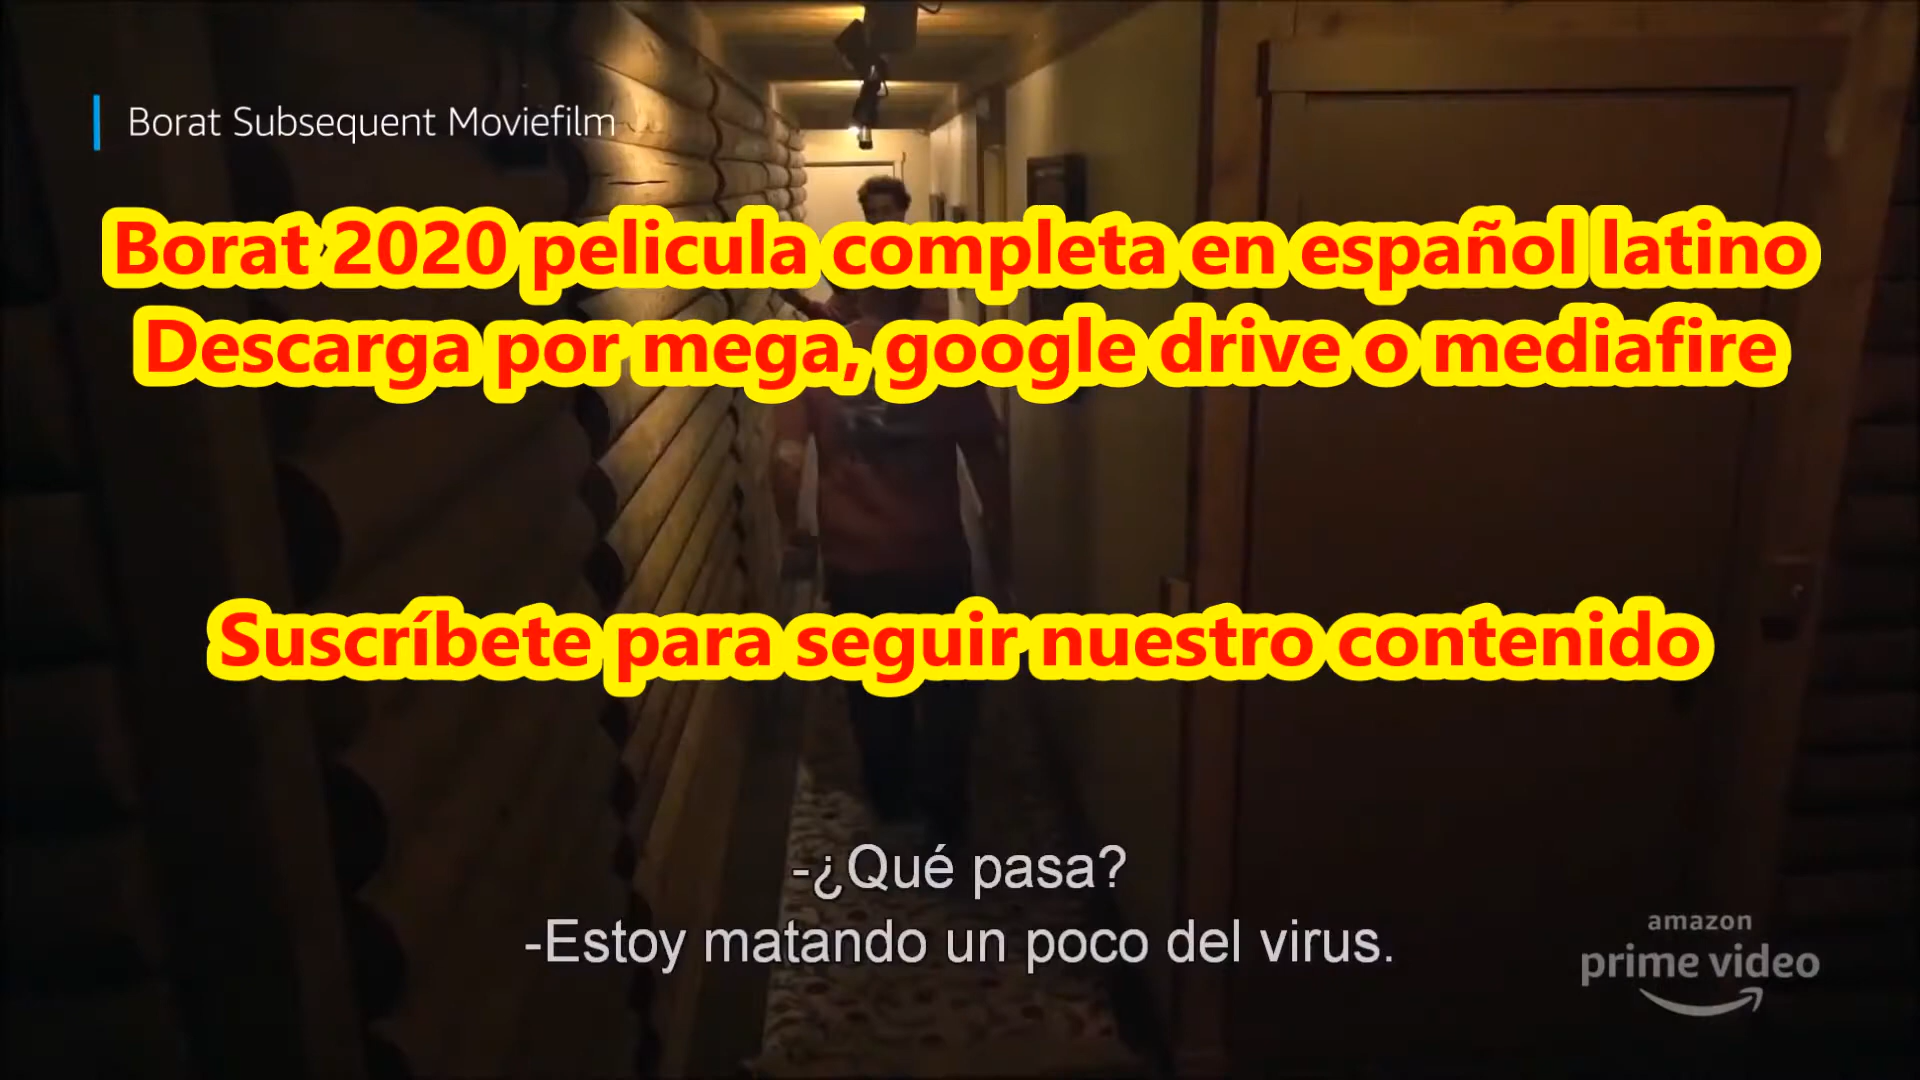 Borat Subsequent Moviefilm
Borat 2020 pelicula completa en español latino
Descarga por mega, google drive o mediafire
Suscríbete para seguir nuestro contenido
-¿Qué pasa?
-Estoy matando un poco del virus.
amazon
prime video